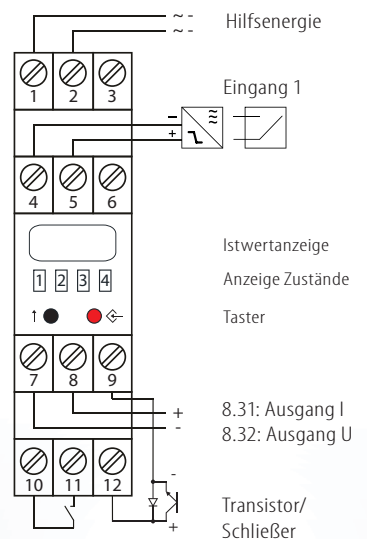 ~ -
~ -
Hilfsenergie
1 2 3
Eingang 1
-
+
4 5 6
Istwertanzeige
1 2 3 4
Anzeige Zustände
Taster
7 8 9
+
-
8.31: Ausgang I
8.32: Ausgang U
10 11 12
-
+
Transistor/
Schließer